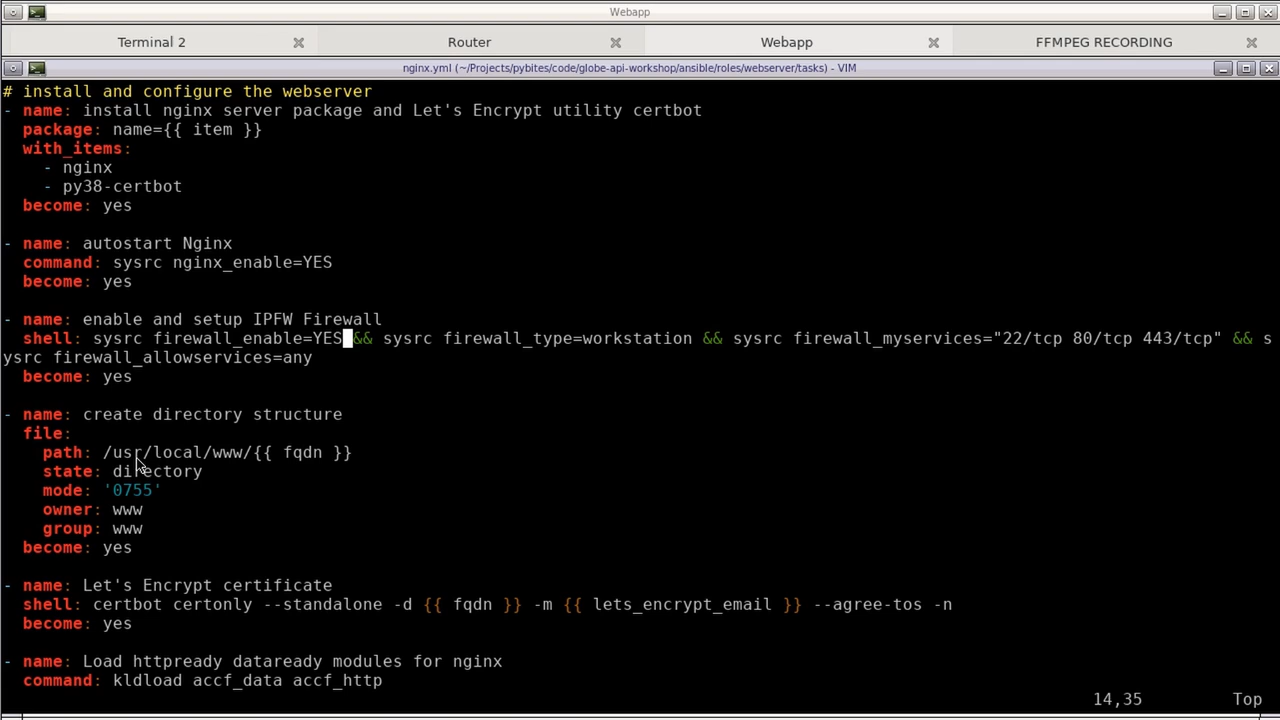 Webapp
Terminal 2 Router Webapp FFMPEG RECORDING
nginx.yml (~/Projects/pybites/code/globe-api-workshop/ansible/roles/webserver/tasks) - VIM
# install and configure the webserver
- name: install nginx server package and Let's Encrypt utility certbot
  package: name={{ item }}
  with_items:
    - nginx
    - py38-certbot
  become: yes
- name: autostart Nginx
  command: sysrc nginx_enable=YES
  become: yes
- name: enable and setup IPFW Firewall
  shell: sysrc firewall_enable=YES && sysrc firewall_type=workstation && sysrc firewall_myservices="22/tcp 80/tcp 443/tcp" && s
ysrc firewall_allowservices=any
  become: yes
- name: create directory structure
  file:
    path: /usr/local/www/{{ fqdn }}
    state: directory
    mode: '0755'
    owner: www
    group: www
  become: yes
- name: Let's Encrypt certificate
  shell: certbot certonly --standalone -d {{ fqdn }} -m {{ lets_encrypt_email }} --agree-tos -n
  become: yes
- name: Load httpready dataready modules for nginx
  command: kldload accf_data accf_http
14,35 Top